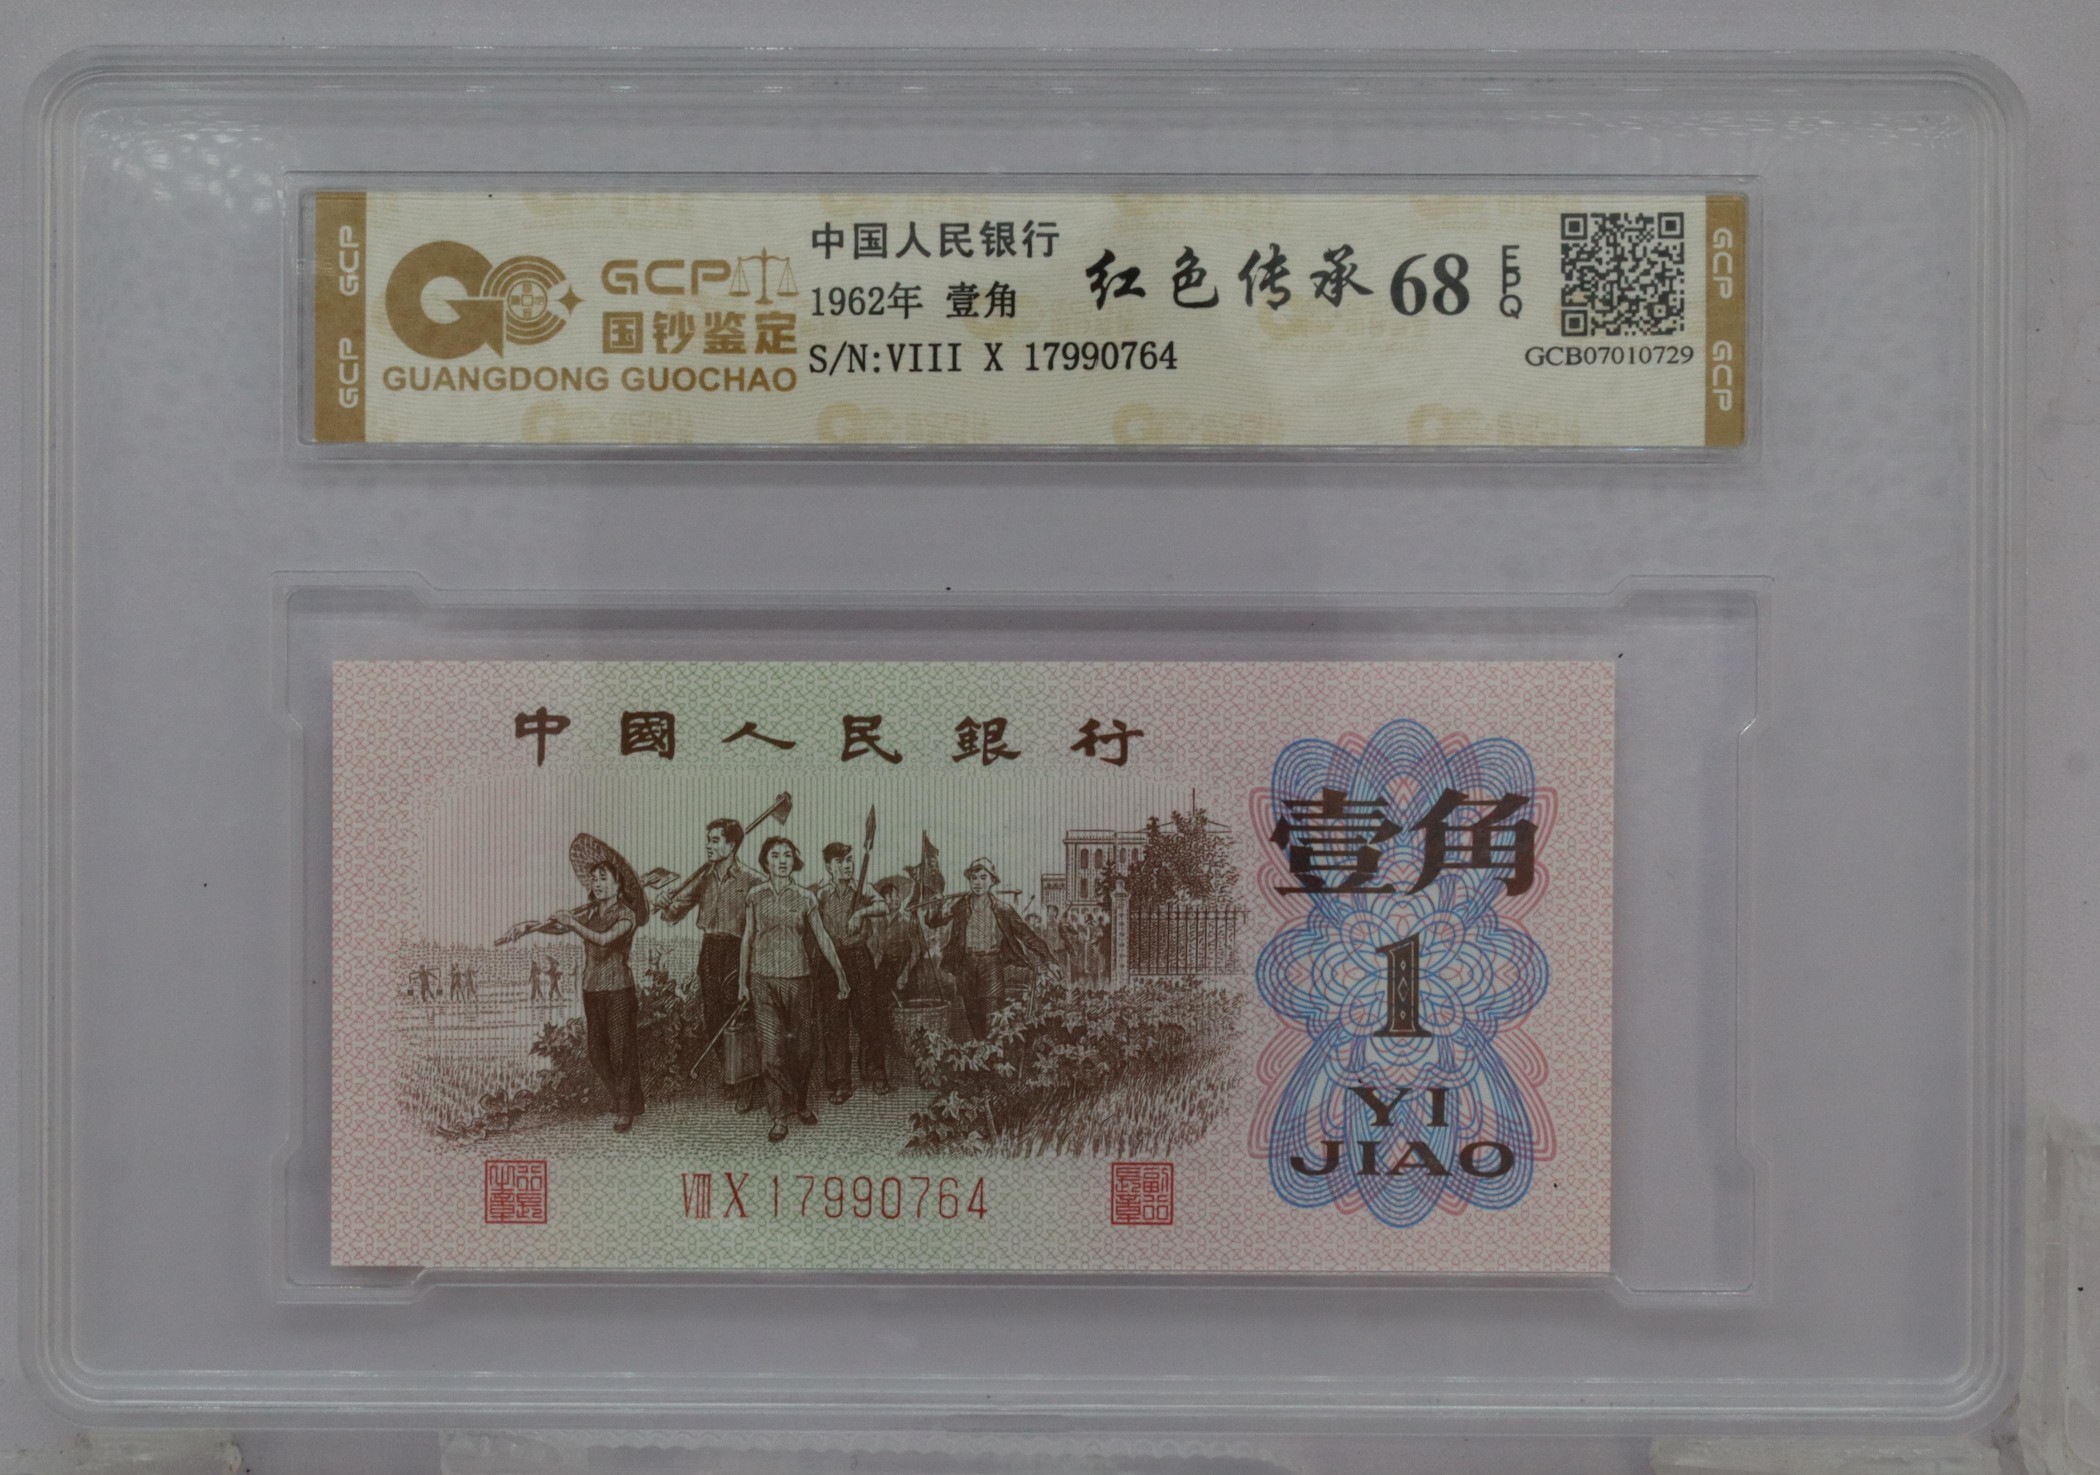 GCP GCP
GCP
国钞鉴定
GUANGDONG GUOCHAO
中国人民银行
1962年 壹角
S/N:VIII X 17990764
红色传承 68 EPQ
GCB07010729
GCP GCP
中國人民銀行
壹角
1
YI
JIAO
VIII X 17990764